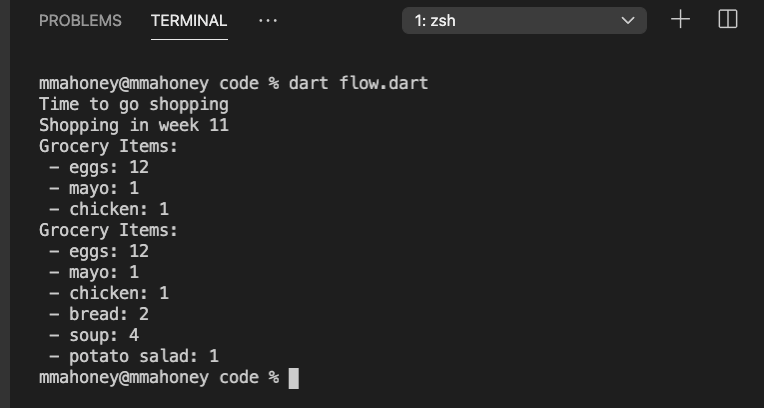 PROBLEMS TERMINAL ... 1: zsh
mmahoney@mmahoney code % dart flow.dart
Time to go shopping
Shopping in week 11
Grocery Items:
 - eggs: 12
 - mayo: 1
 - chicken: 1
Grocery Items:
 - eggs: 12
 - mayo: 1
 - chicken: 1
 - bread: 2
 - soup: 4
 - potato salad: 1
mmahoney@mmahoney code %